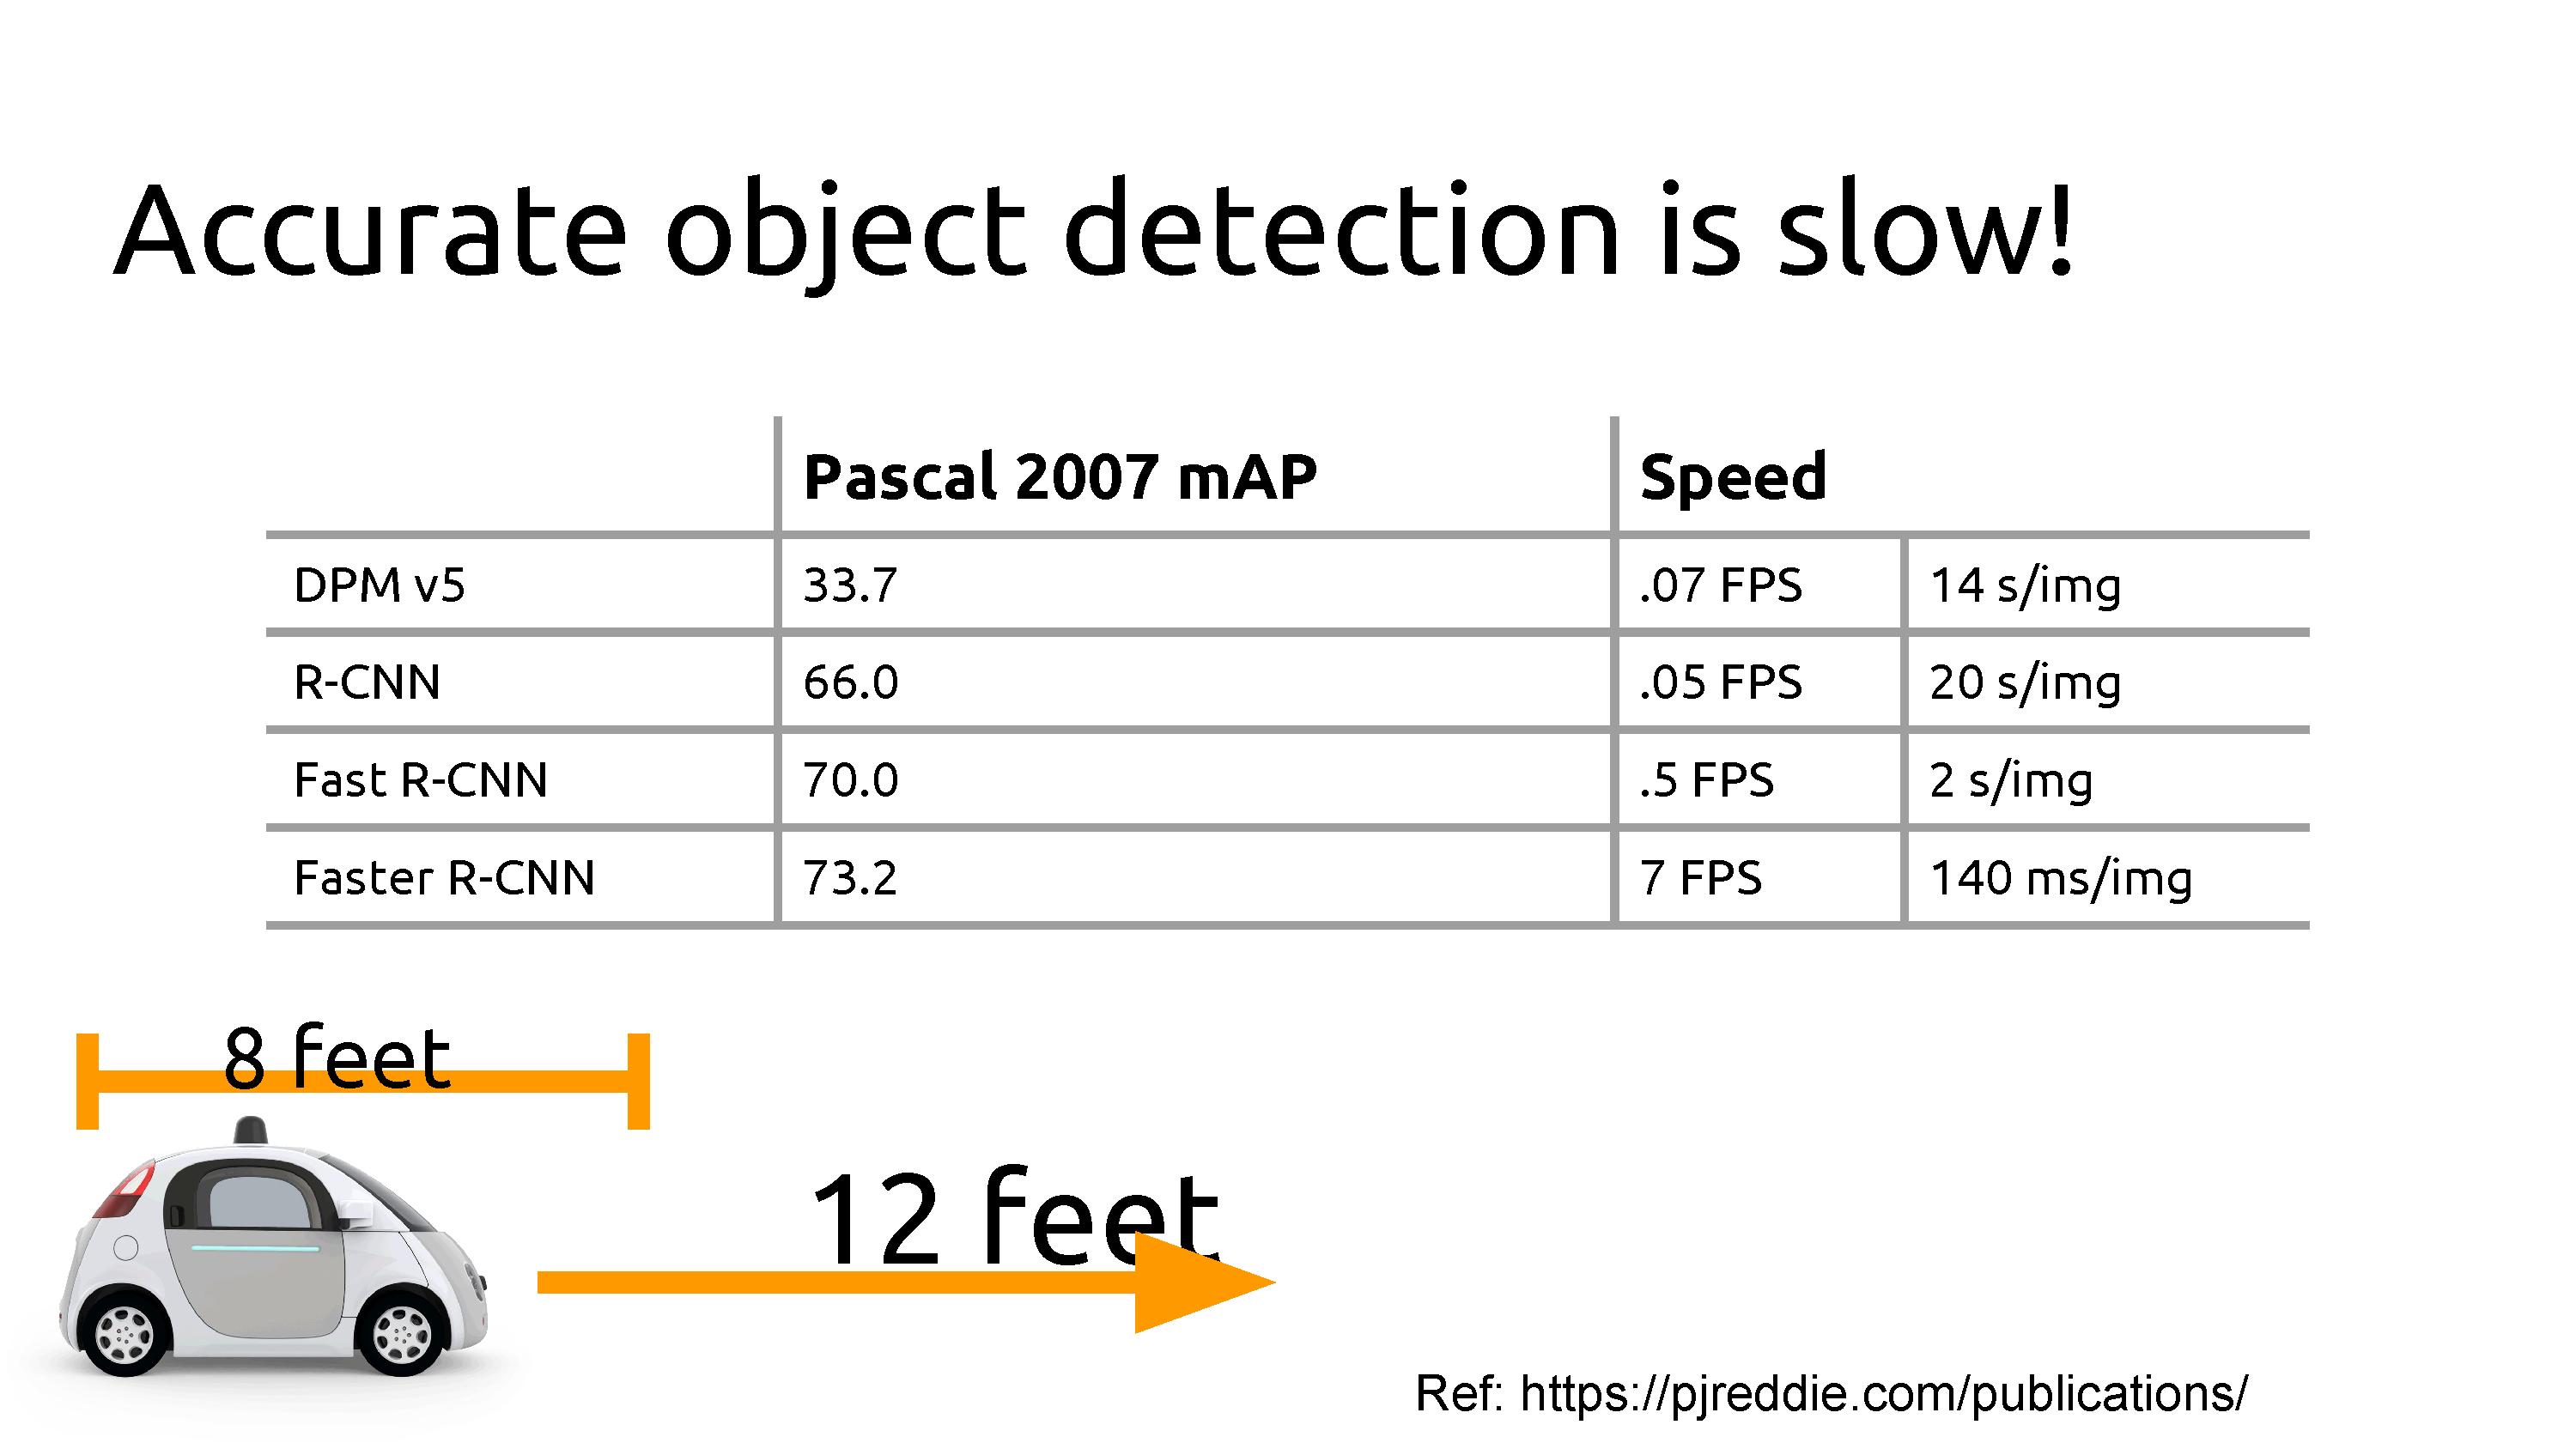 Accurate object detection is slow!
Pascal 2007 mAP Speed
DPM v5 33.7 .07 FPS 14 s/img
R-CNN 66.0 .05 FPS 20 s/img
Fast R-CNN 70.0 .5 FPS 2 s/img
Faster R-CNN 73.2 7 FPS 140 ms/img
8 feet
12 feet
Ref: https://pjreddie.com/publications/